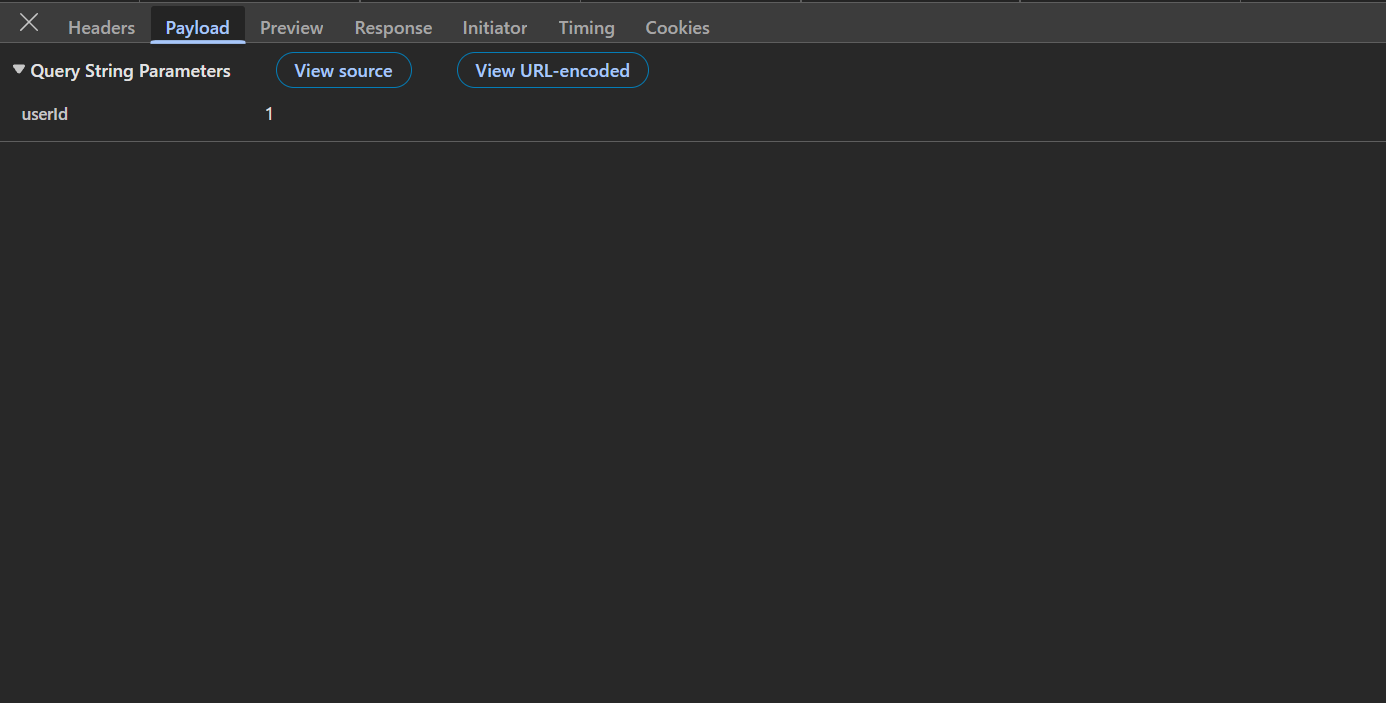 Headers Payload Preview Response Initiator Timing Cookies
Query String Parameters View source View URL-encoded
userId 1